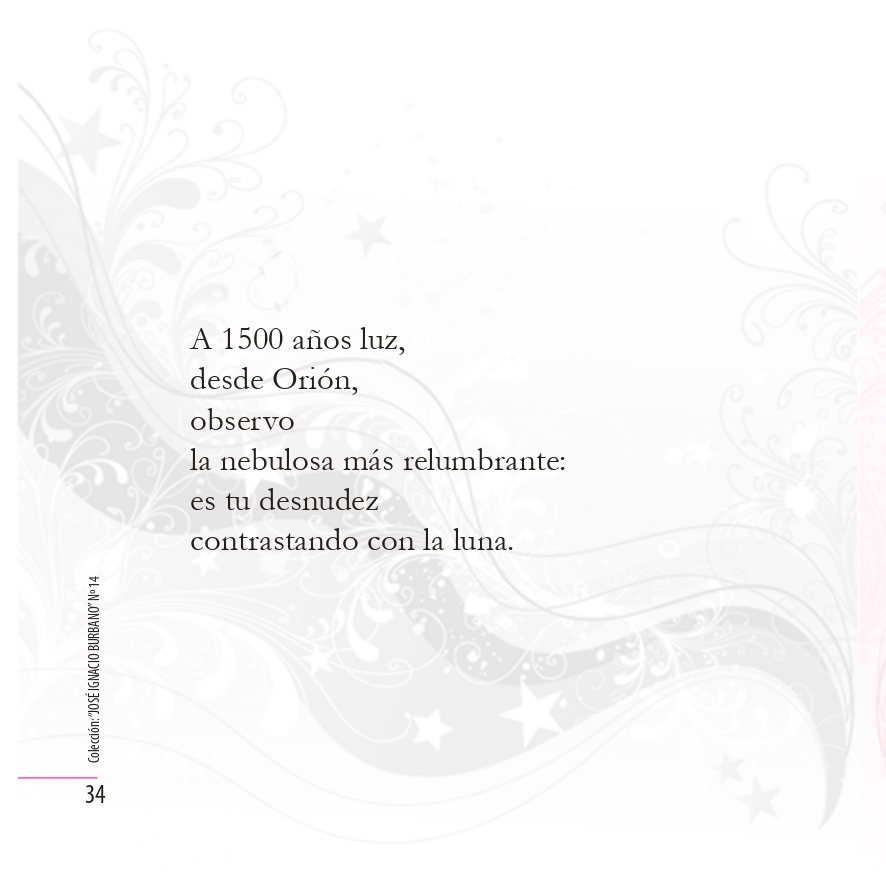 A 1500 años luz,
desde Orión,
observo
la nebulosa más relumbrante:
es tu desnudez
contrastando con la luna.
Colección: "JOSÉ IGNACIO BURBANO" Nº 14
34